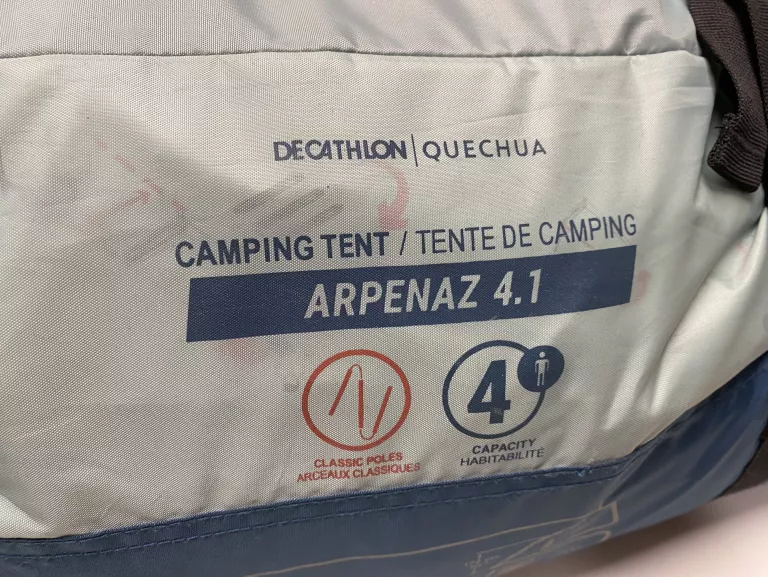 DECATHLON | QUECHUA
CAMPING TENT / TENTE DE CAMPING
ARPENAZ 4.1
4
CLASSIC POLES
ARCEAUX CLASSIQUES
CAPACITY
HABITABILITÉ